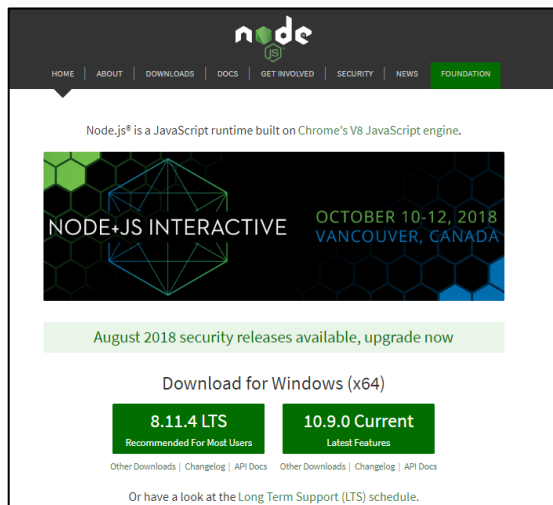 node
JS
HOME | ABOUT | DOWNLOADS | DOCS | GET INVOLVED | SECURITY | NEWS FOUNDATION
Node.js® is a JavaScript runtime built on Chrome's V8 JavaScript engine.
NODE+JS INTERACTIVE
OCTOBER 10-12, 2018
VANCOUVER, CANADA
August 2018 security releases available, upgrade now
Download for Windows (x64)
8.11.4 LTS
Recommended For Most Users
10.9.0 Current
Latest Features
Other Downloads | Changelog | API Docs
Other Downloads | Changelog | API Docs
Or have a look at the Long Term Support (LTS) schedule.